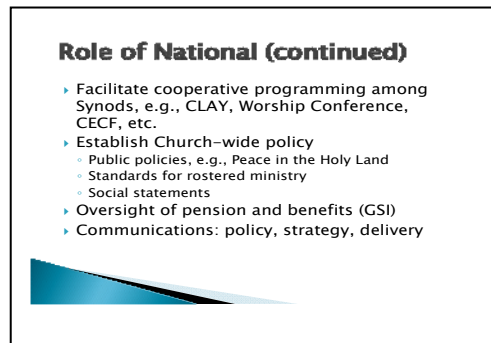 Role of National (continued)
Facilitate cooperative programming among
Synods, e.g., CLAY, Worship Conference,
CECF, etc.
Establish Church-wide policy
Public policies, e.g., Peace in the Holy Land
Standards for rostered ministry
Social statements
Oversight of pension and benefits (GSI)
Communications: policy, strategy, delivery